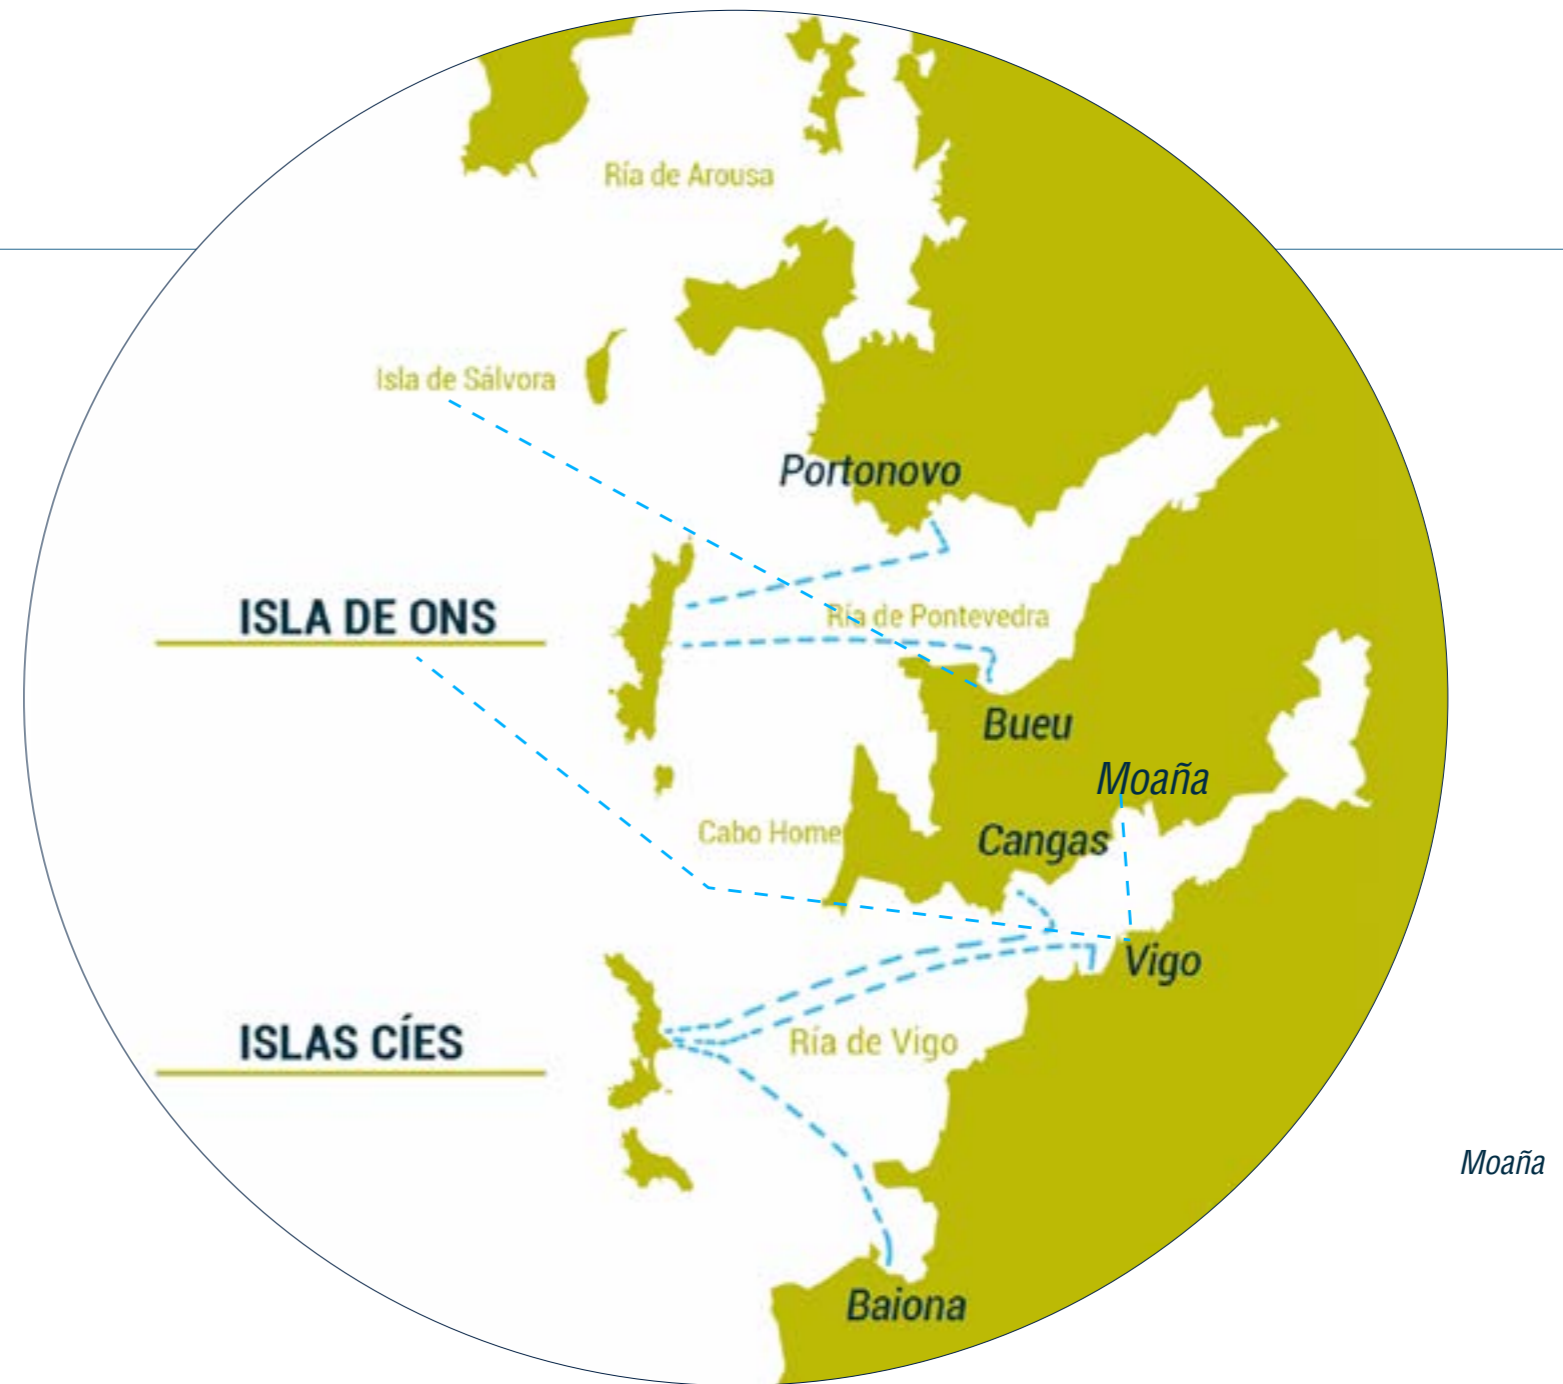 Ría de Arousa
Isla de Sálvora
Portonovo
ISLA DE ONS
Ría de Pontevedra
Bueu
Moaña
Cabo Home
Cangas
Vigo
ISLAS CÍES
Ría de Vigo
Moaña
Baiona